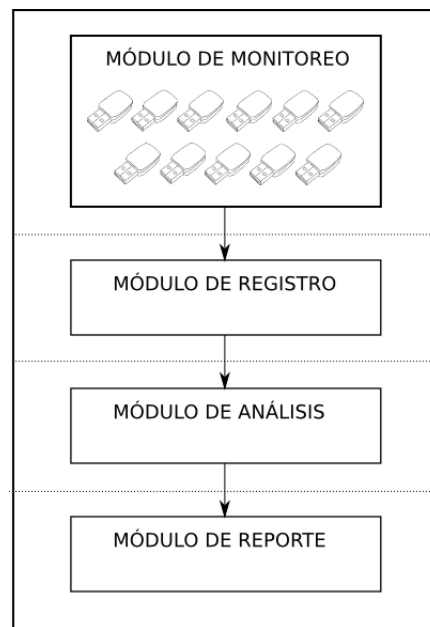 MÓDULO DE MONITOREO
MÓDULO DE REGISTRO
MÓDULO DE ANÁLISIS
MÓDULO DE REPORTE